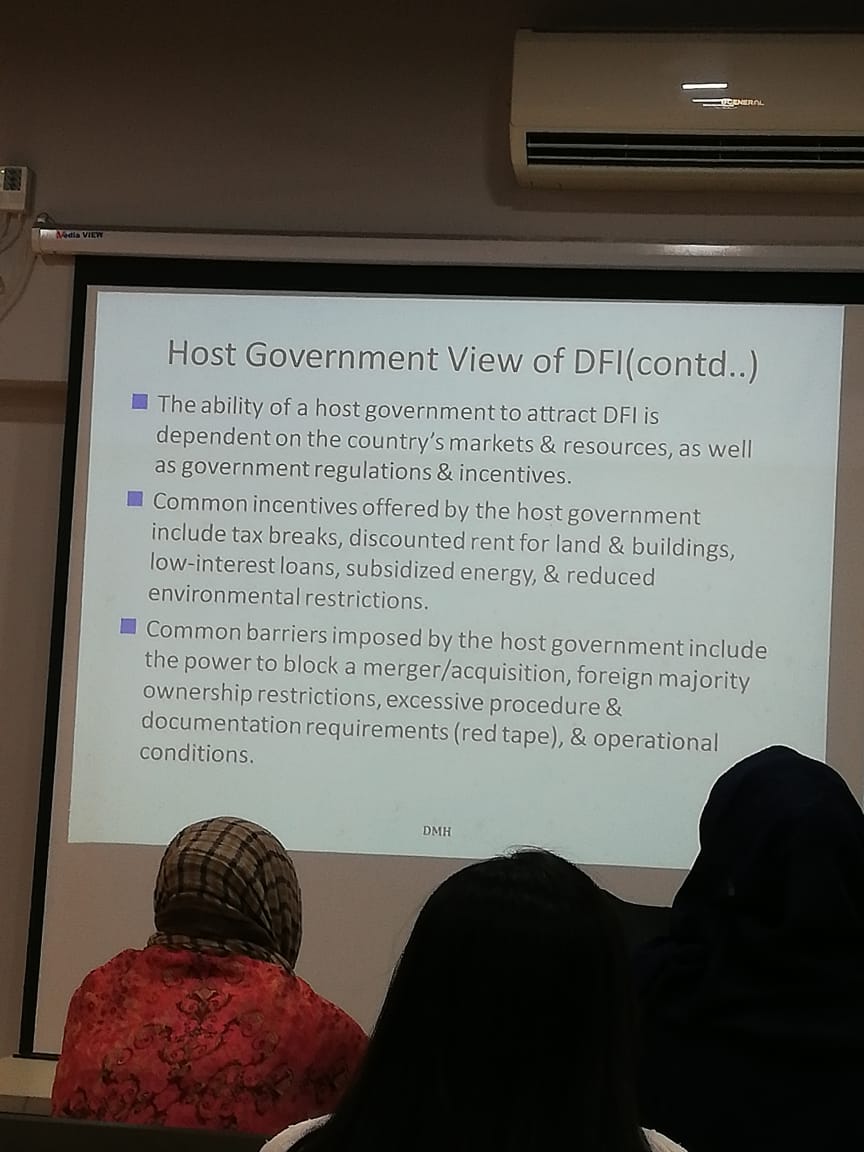 GENERAL
Media VIEW
Host Government View of DFI(contd..)
The ability of a host government to attract DFI is
dependent on the country's markets & resources, as well
as government regulations & incentives.
Common incentives offered by the host government
include tax breaks, discounted rent for land & buildings,
low-interest loans, subsidized energy, & reduced
environmental restrictions.
Common barriers imposed by the host government include
the power to block a merger/acquisition, foreign majority
ownership restrictions, excessive procedure &
documentation requirements (red tape), & operational
conditions.
DMH